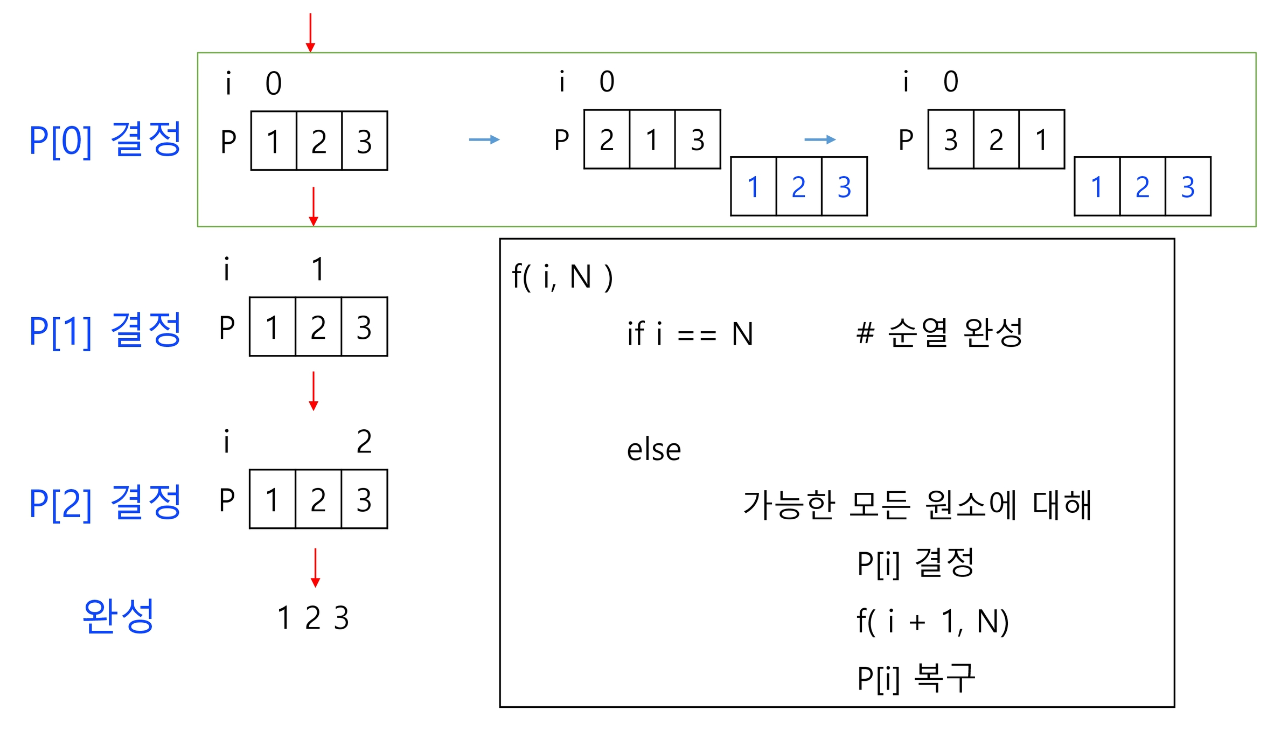 i 0
P[0] 결정 P 1 2 3
i 0
P 2 1 3
1 2 3
i 0
P 3 2 1
1 2 3
i 1
P[1] 결정 P 1 2 3
i 2
P[2] 결정 P 1 2 3
완성 1 2 3
f( i, N )
if i == N # 순열 완성
else
가능한 모든 원소에 대해
P[i] 결정
f( i + 1, N)
P[i] 복구